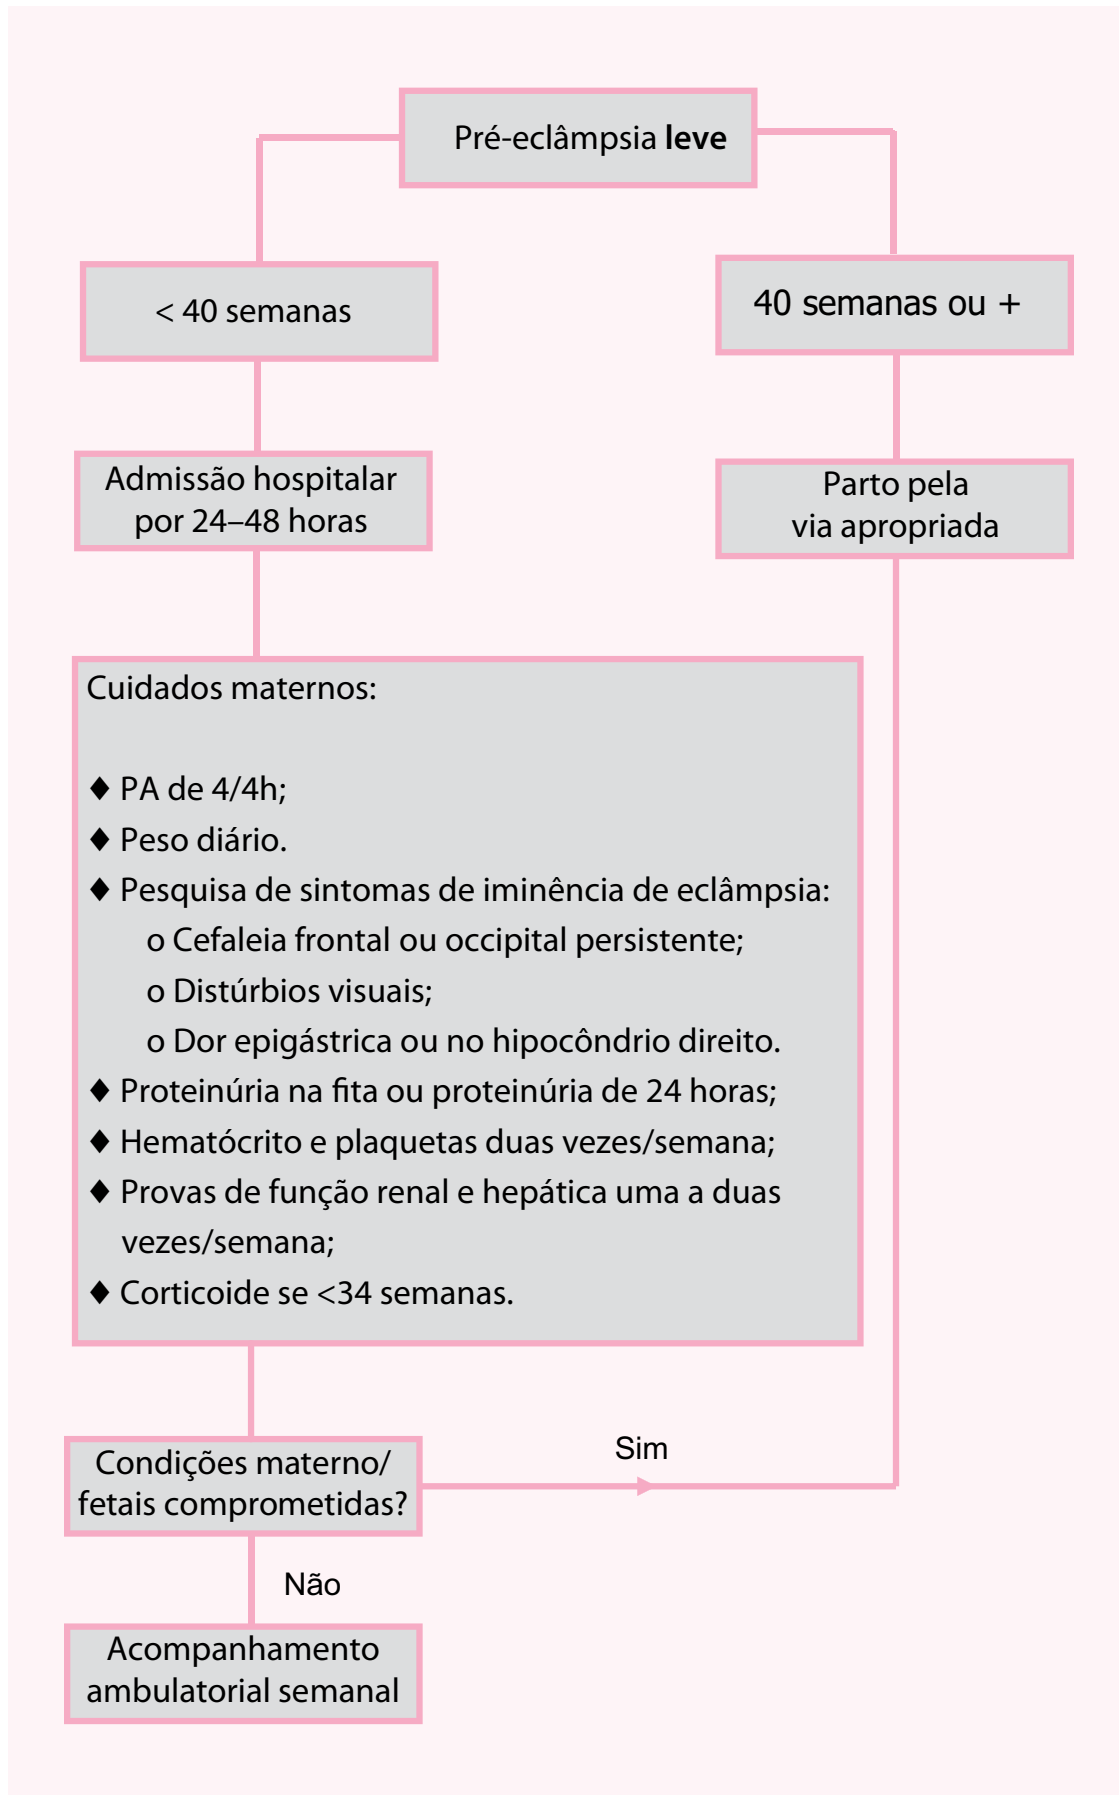 Pré-eclâmpsia leve
< 40 semanas
40 semanas ou +
Admissão hospitalar
por 24–48 horas
Parto pela
via apropriada
Cuidados maternos:
♦ PA de 4/4h;
♦ Peso diário.
♦ Pesquisa de sintomas de iminência de eclâmpsia:
o Cefaleia frontal ou occipital persistente;
o Distúrbios visuais;
o Dor epigástrica ou no hipocôndrio direito.
♦ Proteinúria na fita ou proteinúria de 24 horas;
♦ Hematócrito e plaquetas duas vezes/semana;
♦ Provas de função renal e hepática uma a duas
vezes/semana;
♦ Corticoide se <34 semanas.
Condições materno/
fetais comprometidas?
Sim
Não
Acompanhamento
ambulatorial semanal